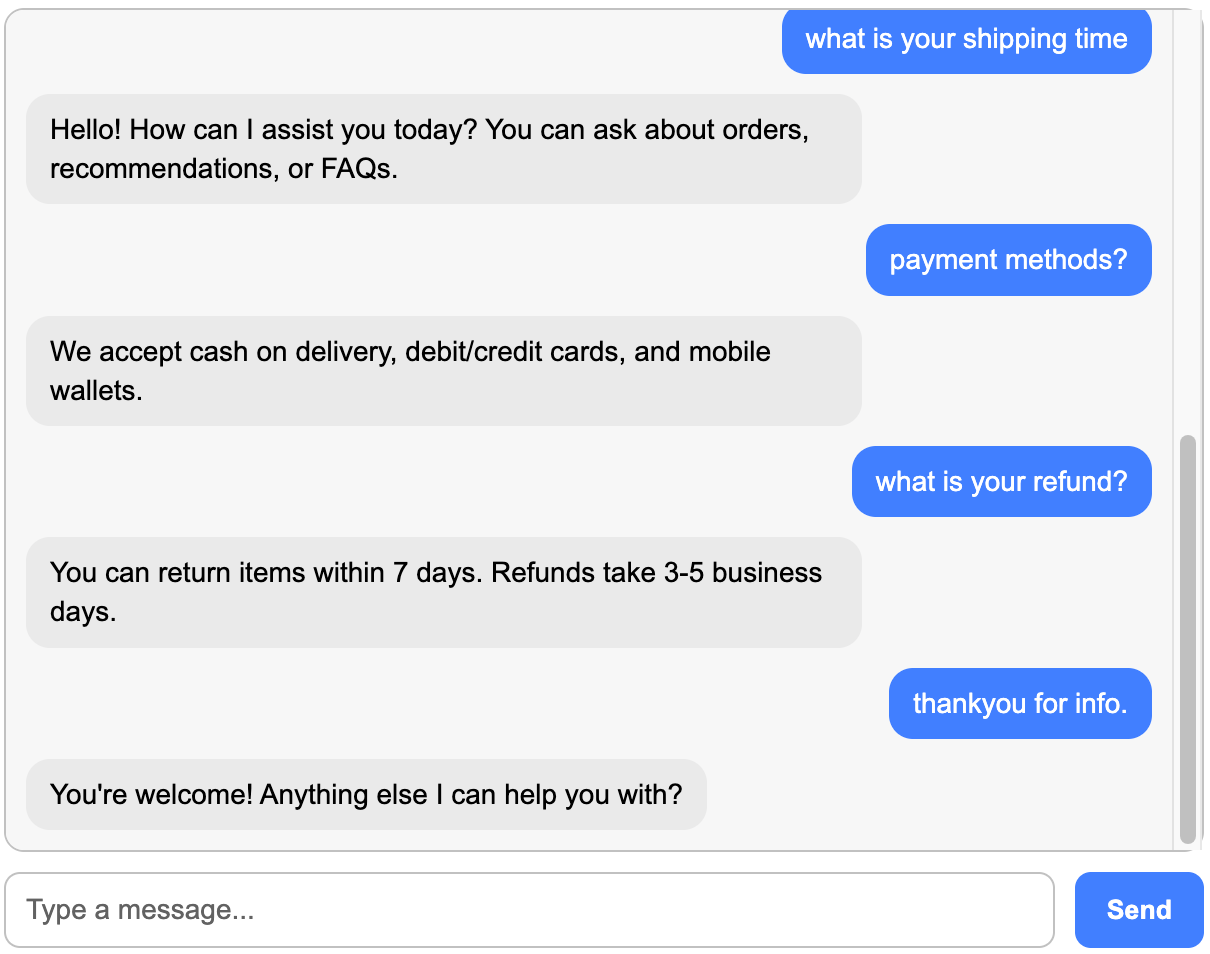 what is your shipping time
Hello! How can I assist you today? You can ask about orders,
recommendations, or FAQs.
payment methods?
We accept cash on delivery, debit/credit cards, and mobile
wallets.
what is your refund?
You can return items within 7 days. Refunds take 3-5 business
days.
thankyou for info.
You're welcome! Anything else I can help you with?
Type a message...
Send